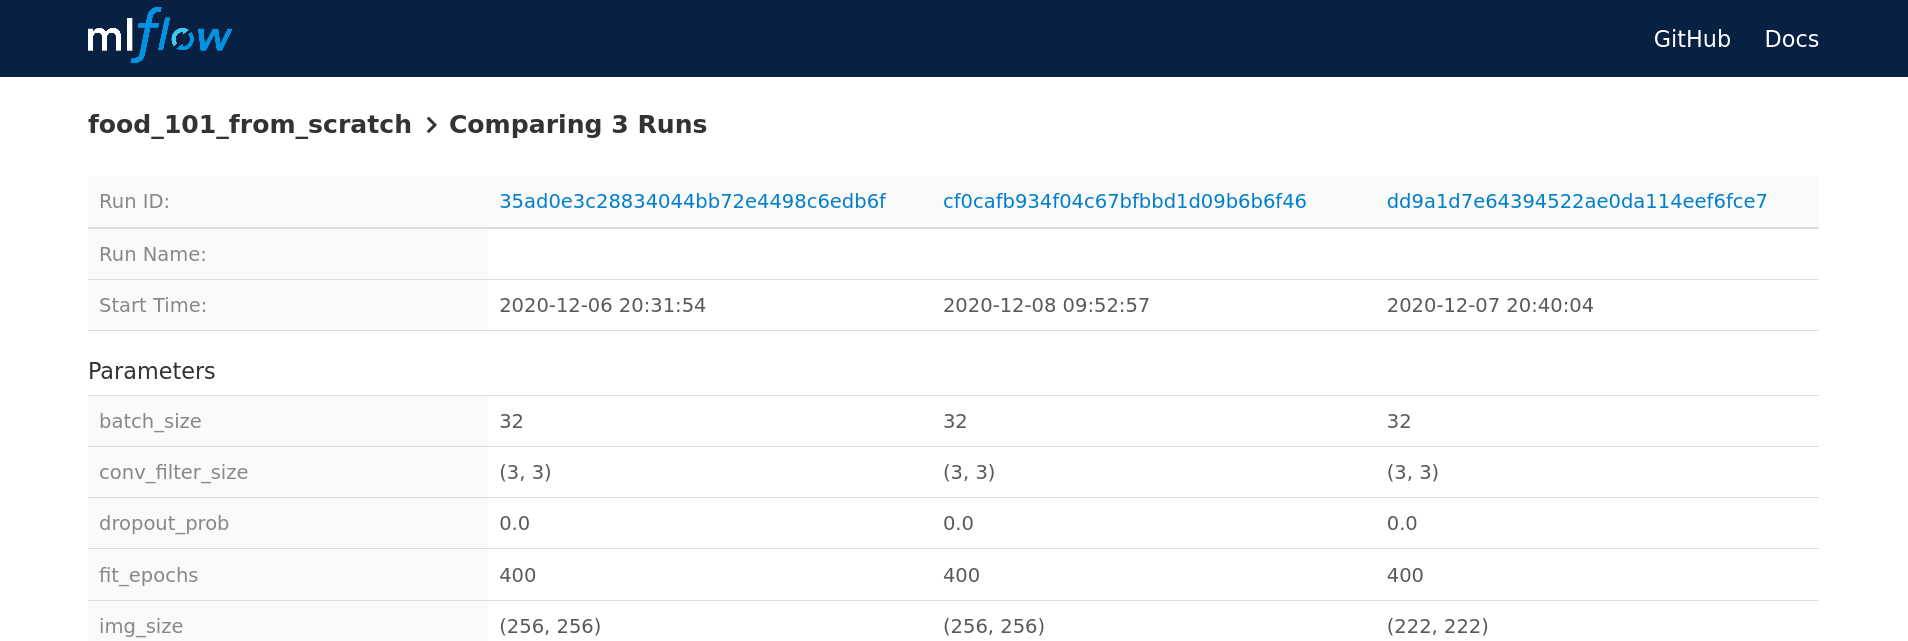 mlflow GitHub Docs
food_101_from_scratch > Comparing 3 Runs
Run ID: 35ad0e3c28834044bb72e4498c6edb6f cf0cafb934f04c67bfbbd1d09b6b6f46 dd9a1d7e64394522ae0da114eef6fce7
Run Name:
Start Time: 2020-12-06 20:31:54 2020-12-08 09:52:57 2020-12-07 20:40:04
Parameters
batch_size 32 32 32
conv_filter_size (3, 3) (3, 3) (3, 3)
dropout_prob 0.0 0.0 0.0
fit_epochs 400 400 400
img_size (256, 256) (256, 256) (222, 222)